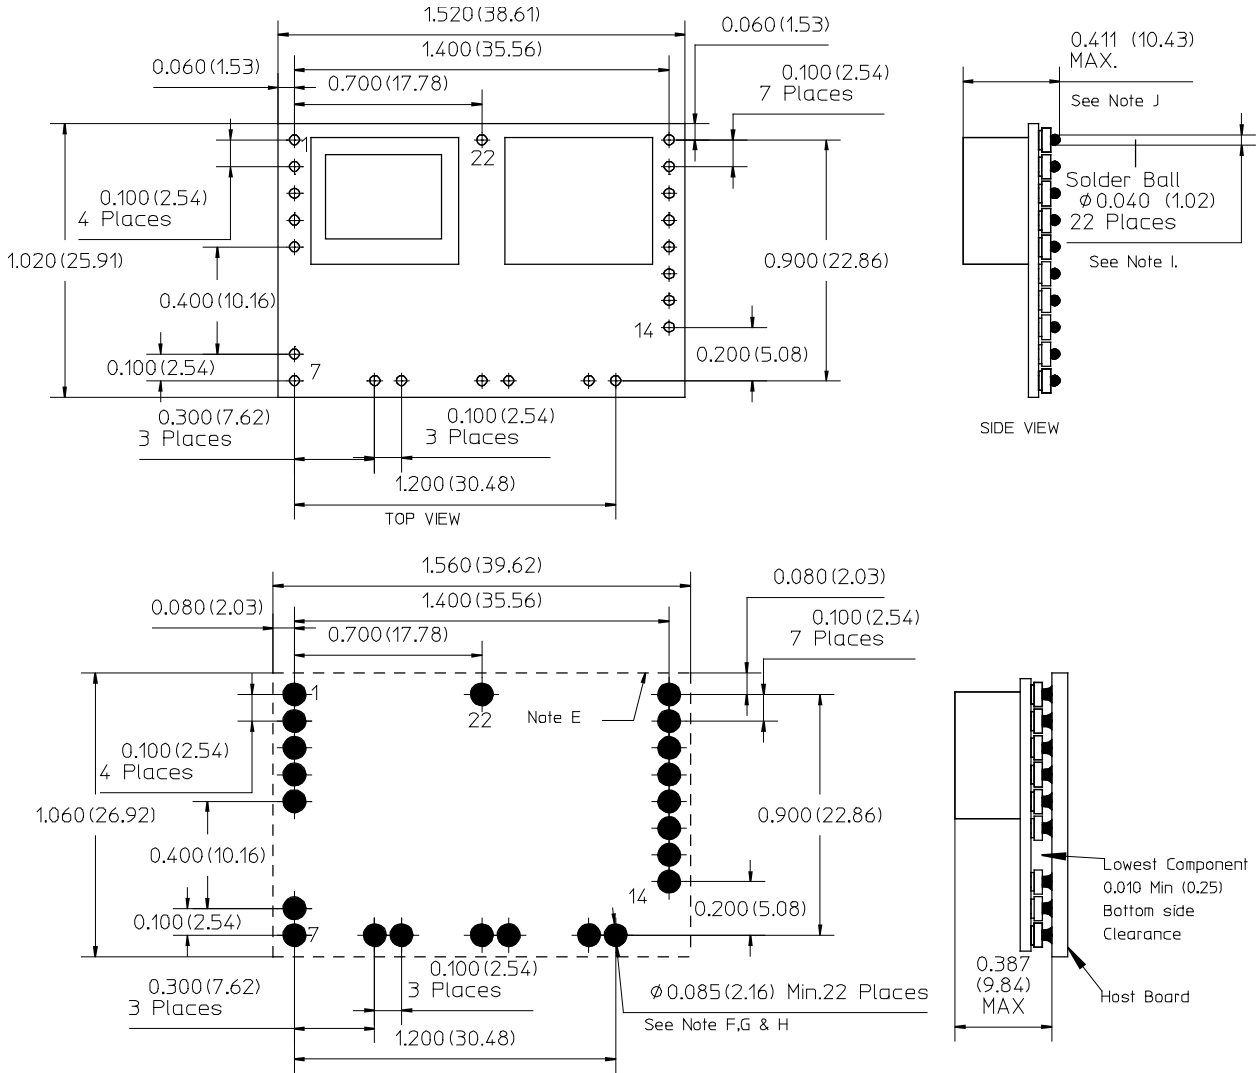 1.520(38.61)
0.060(1.53)
1.400(35.56)
0.060(1.53)
0.700(17.78)
0.100(2.54)
7 Places
0.411 (10.43)
MAX.
See Note J
1
22
0.100(2.54)
4 Places
Solder Ball
ϕ0.040 (1.02)
22 Places
See Note I.
1.020(25.91)
0.900(22.86)
0.400(10.16)
14
0.100(2.54)
7
0.200(5.08)
0.300(7.62)
3 Places
0.100(2.54)
3 Places
SIDE VIEW
1.200(30.48)
TOP VIEW
1.560(39.62)
0.080(2.03)
0.080(2.03)
1.400(35.56)
0.700(17.78)
0.100(2.54)
7 Places
1
22
Note E
0.100(2.54)
4 Places
1.060(26.92)
0.900(22.86)
0.400(10.16)
14
0.100(2.54)
7
0.200(5.08)
Lowest Component
0.010 Min (0.25)
Bottom side
Clearance
0.300(7.62)
3 Places
0.100(2.54)
3 Places
ϕ0.085(2.16) Min.22 Places
See Note F,G & H
0.387
(9.84)
MAX
Host Board
1.200(30.48)